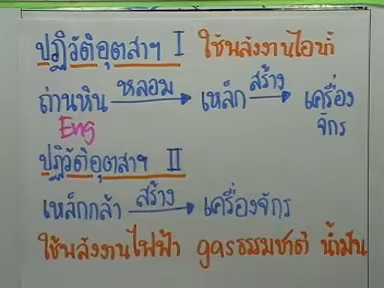 ปฏิวัติอุตสาฯ I ใช้พลังงานไอน้ำ
ถ่านหิน หลอม เหล็ก สร้าง เครื่องจักร
Eng
ปฏิวัติอุตสาฯ II
เหล็กกล้า สร้าง เครื่องจักร
ใช้พลังงานไฟฟ้า gasธรรมชาติ น้ำมัน